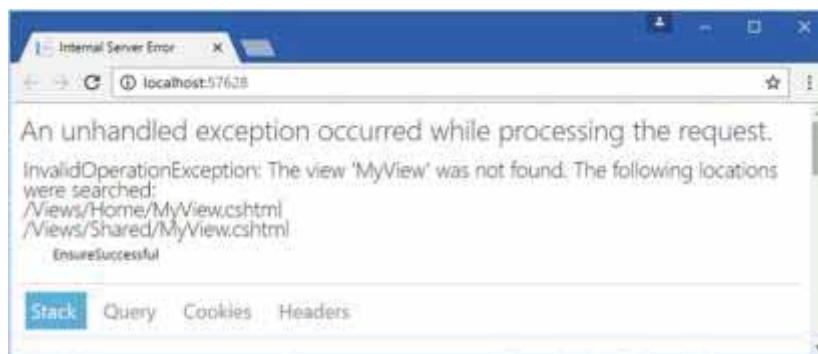 Internal Server Error
localhost:57628
An unhandled exception occurred while processing the request.
InvalidOperationException: The view 'MyView' was not found. The following locations
were searched:
/Views/Home/MyView.cshtml
/Views/Shared/MyView.cshtml
EnsureSuccessful
Stack Query Cookies Headers